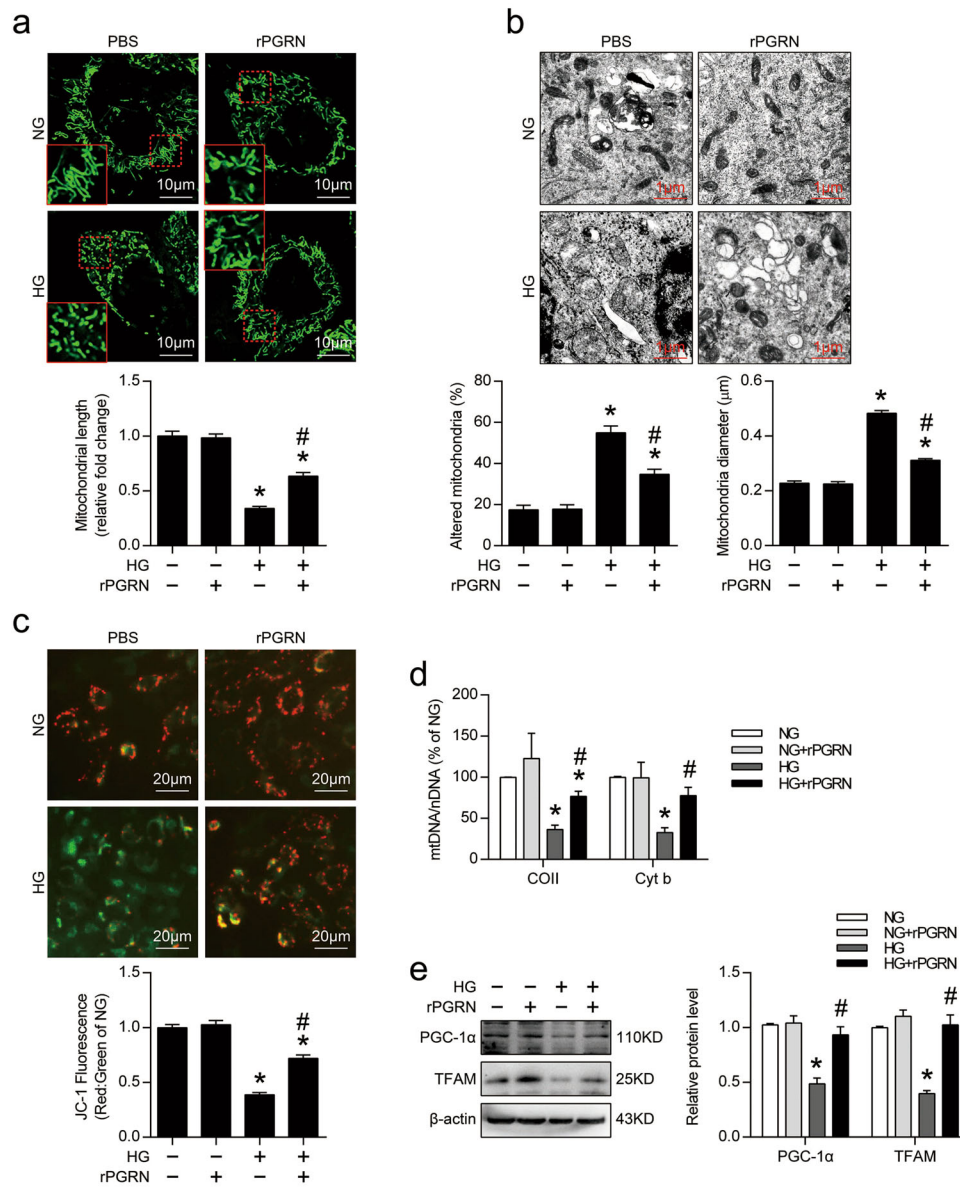 a
PBS
rPGRN
NG
10μm
10μm
HG
10μm
10μm
Mitochondrial length
(relative fold change)
1.5
1.0
0.5
0.0
*
#
*
HG
− − + +
rPGRN
− + − +
b
PBS
rPGRN
NG
1μm
1μm
HG
1μm
1μm
Altered mitochondria (%)
80
60
40
20
0
*
#
*
HG
− − + +
rPGRN
− + − +
Mitochondria diameter (μm)
0.6
0.4
0.2
0.0
*
#
*
HG
− − + +
rPGRN
− + − +
c
PBS
rPGRN
NG
20μm
20μm
HG
20μm
20μm
JC-1 Fluorescence
(Red:Green of NG)
1.5
1.0
0.5
0.0
*
#
*
HG
− − + +
rPGRN
− + − +
d
mtDNA/nDNA (% of NG)
200
150
100
50
0
*
#
*
*
#
COII
Cyt b
NG
NG+rPGRN
HG
HG+rPGRN
e
HG − − + +
rPGRN − + − +
PGC-1α 110KD
TFAM 25KD
β-actin 43KD
NG
NG+rPGRN
HG
HG+rPGRN
Relative protein level
1.5
1.0
0.5
0.0
*
#
*
#
PGC-1α
TFAM